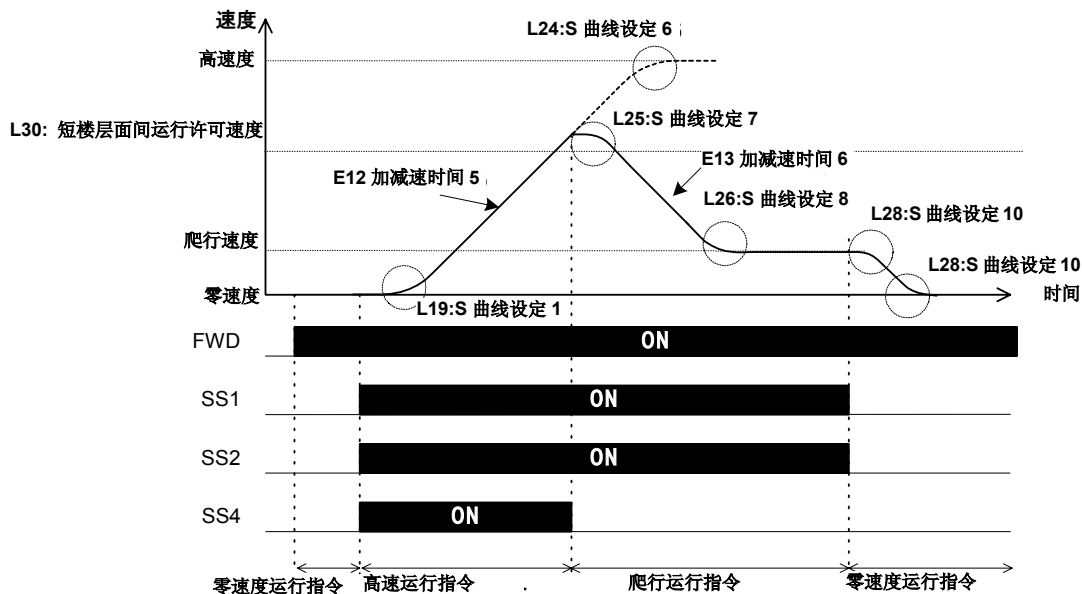 速度
L24:S 曲线设定 6
高速度
L30: 短楼层面间运行许可速度
L25:S 曲线设定 7
E12 加减速时间 5
E13 加减速时间 6
L26:S 曲线设定 8
爬行速度
L28:S 曲线设定 10
L28:S 曲线设定 10
零速度
L19:S 曲线设定 1
时间
FWD
ON
SS1
ON
SS2
ON
SS4
ON
零速度运行指令
高速运行指令
爬行运行指令
零速度运行指令